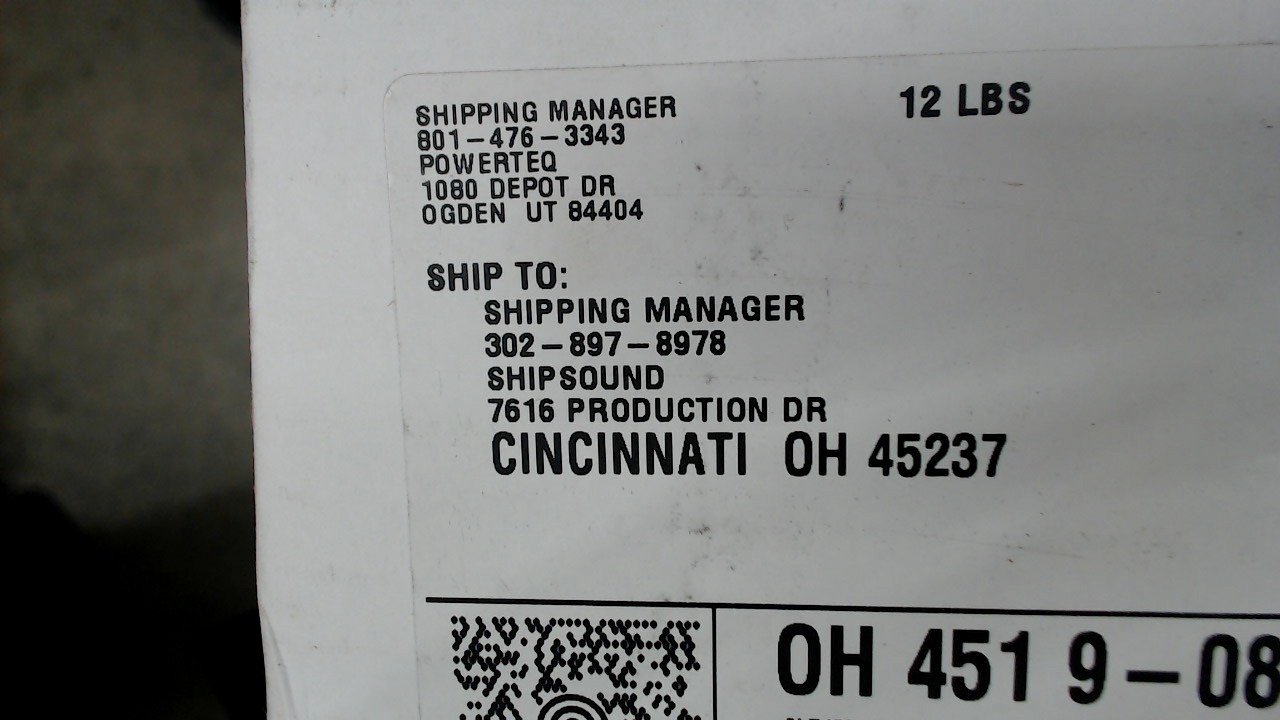 SHIPPING MANAGER
12 LBS
801-476-3343
POWERTEQ
1080 DEPOT DR
OGDEN UT 84404
SHIP TO:
SHIPPING MANAGER
302-897-8978
SHIPSOUND
7616 PRODUCTION DR
CINCINNATI OH 45237
OH 451 9-08